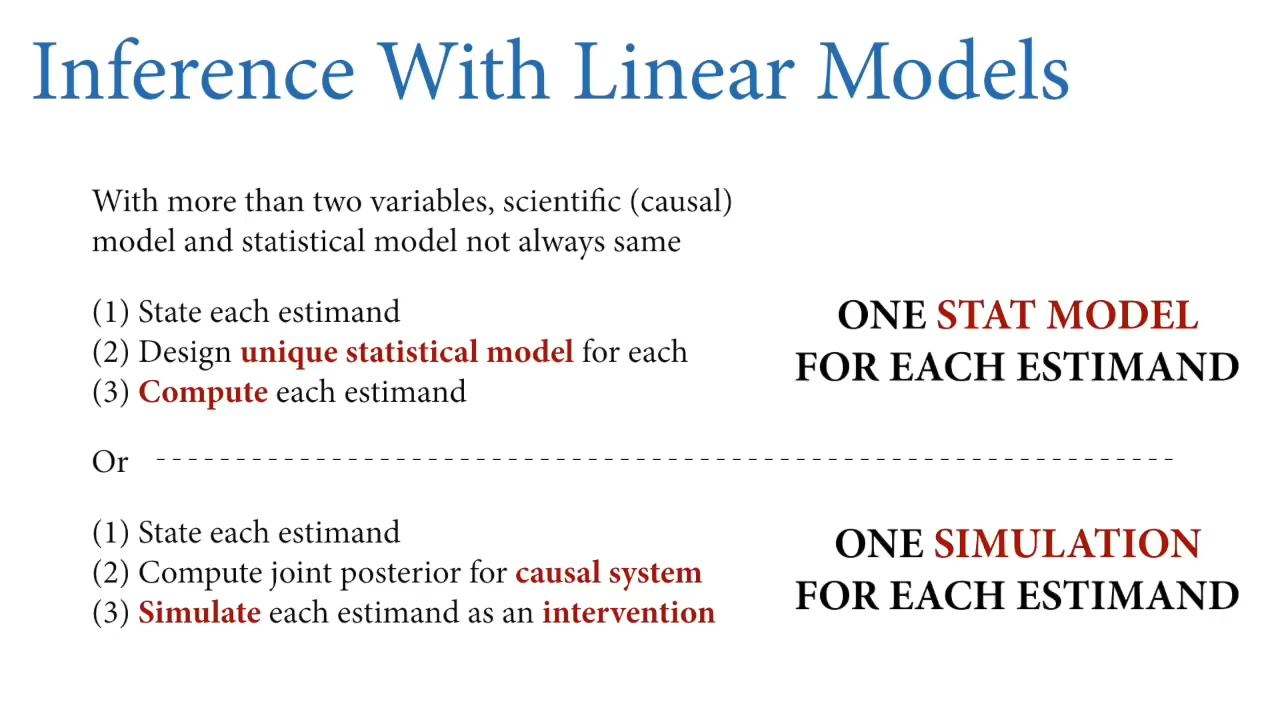 Inference With Linear Models
With more than two variables, scientific (causal)
model and statistical model not always same
(1) State each estimand
(2) Design unique statistical model for each
(3) Compute each estimand
ONE STAT MODEL
FOR EACH ESTIMAND
Or
(1) State each estimand
(2) Compute joint posterior for causal system
(3) Simulate each estimand as an intervention
ONE SIMULATION
FOR EACH ESTIMAND